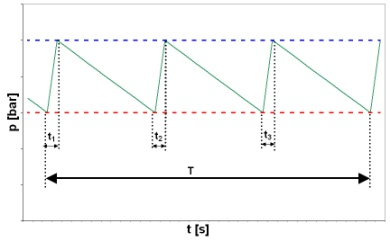 p [bar]
t₁
t₂
t₃
T
t [s]